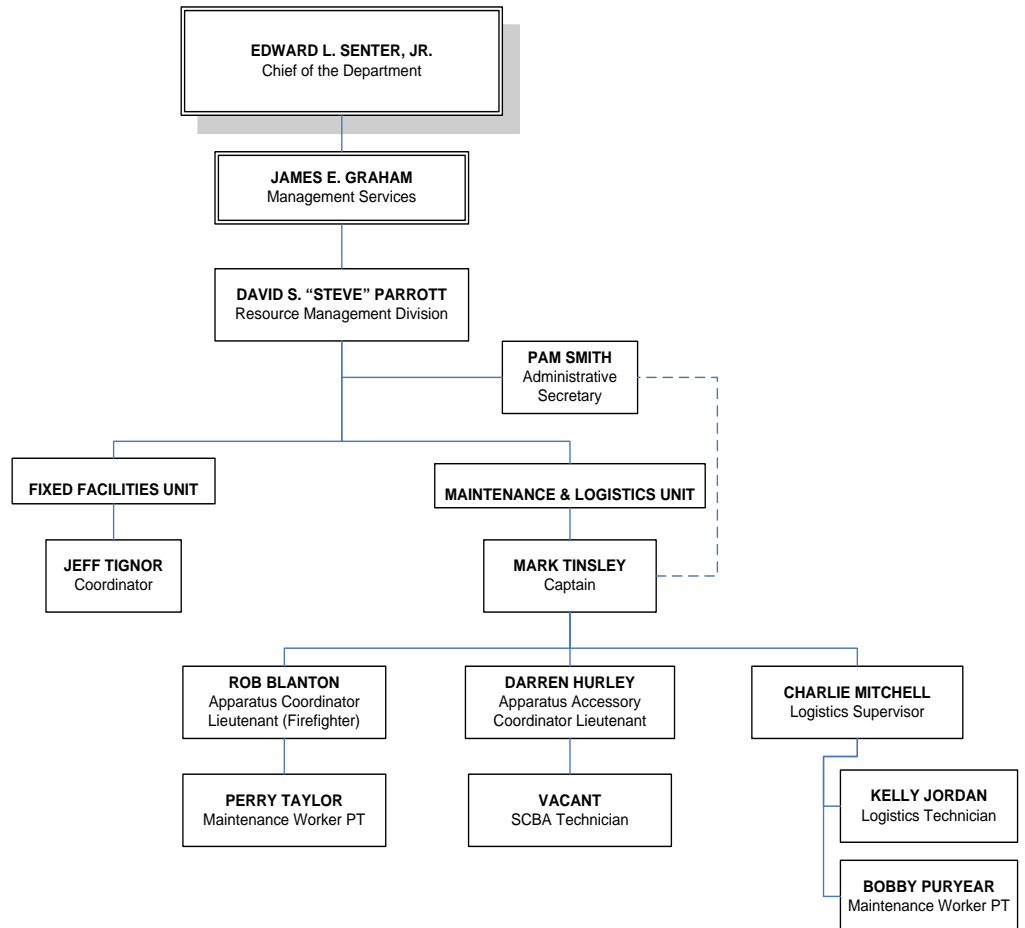 EDWARD L. SENTER, JR.
Chief of the Department
JAMES E. GRAHAM
Management Services
DAVID S. “STEVE” PARROTT
Resource Management Division
PAM SMITH
Administrative
Secretary
FIXED FACILITIES UNIT
MAINTENANCE & LOGISTICS UNIT
JEFF TIGNOR
Coordinator
MARK TINSLEY
Captain
ROB BLANTON
Apparatus Coordinator
Lieutenant (Firefighter)
DARREN HURLEY
Apparatus Accessory
Coordinator Lieutenant
CHARLIE MITCHELL
Logistics Supervisor
PERRY TAYLOR
Maintenance Worker PT
VACANT
SCBA Technician
KELLY JORDAN
Logistics Technician
BOBBY PURYEAR
Maintenance Worker PT